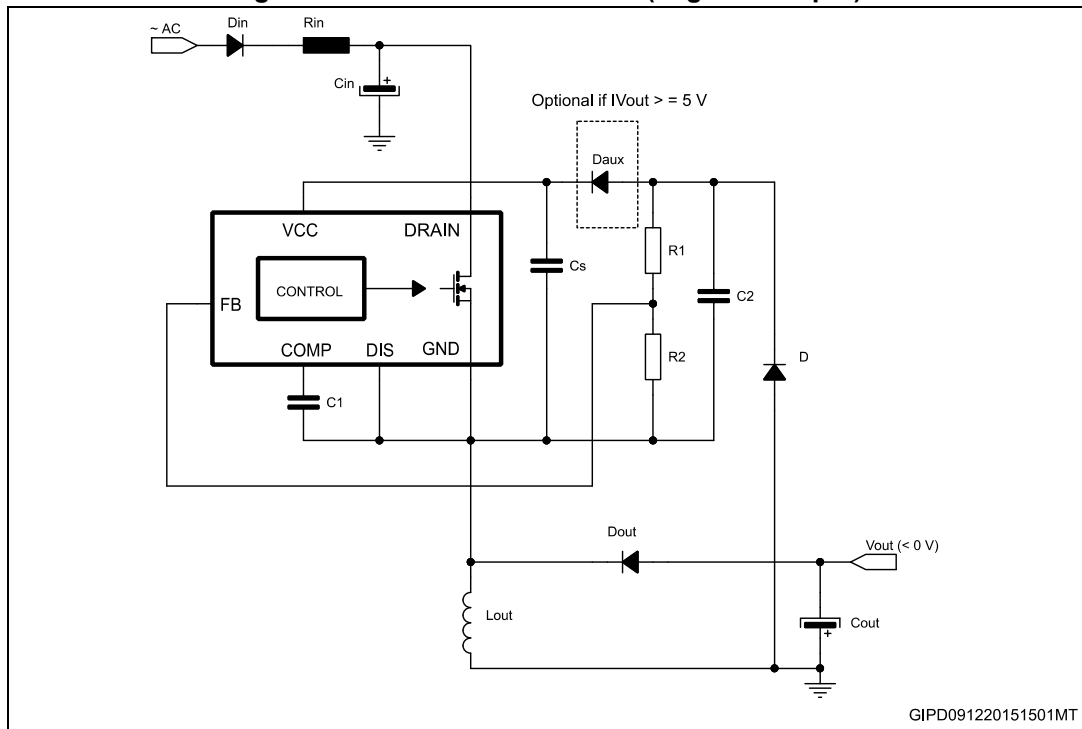 ~ AC
Din
Rin
Cin
+
Optional if IVout > = 5 V
Daux
VCC
DRAIN
R1
Cs
C2
CONTROL
FB
R2
D
COMP
DIS
GND
C1
Dout
Vout (< 0 V)
Lout
Cout
+
GIPD091220151501MT